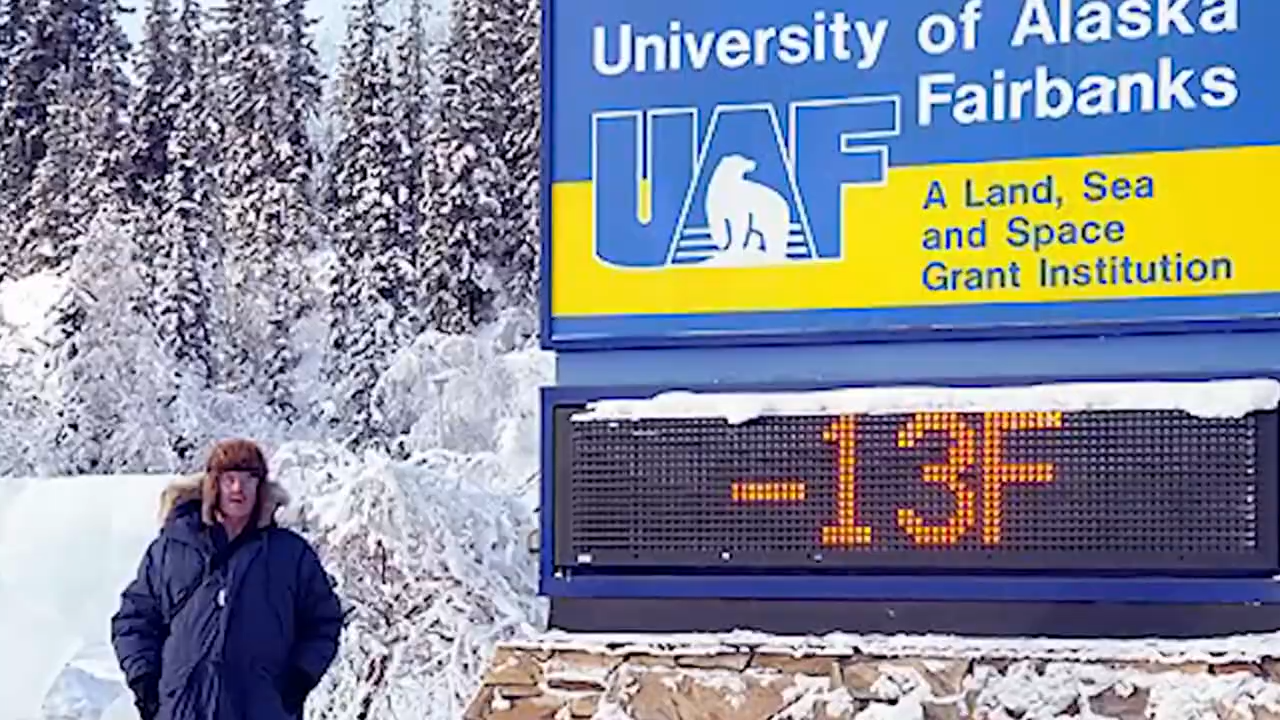 University of Alaska
Fairbanks
UAF
A Land, Sea
and Space
Grant Institution
-13F